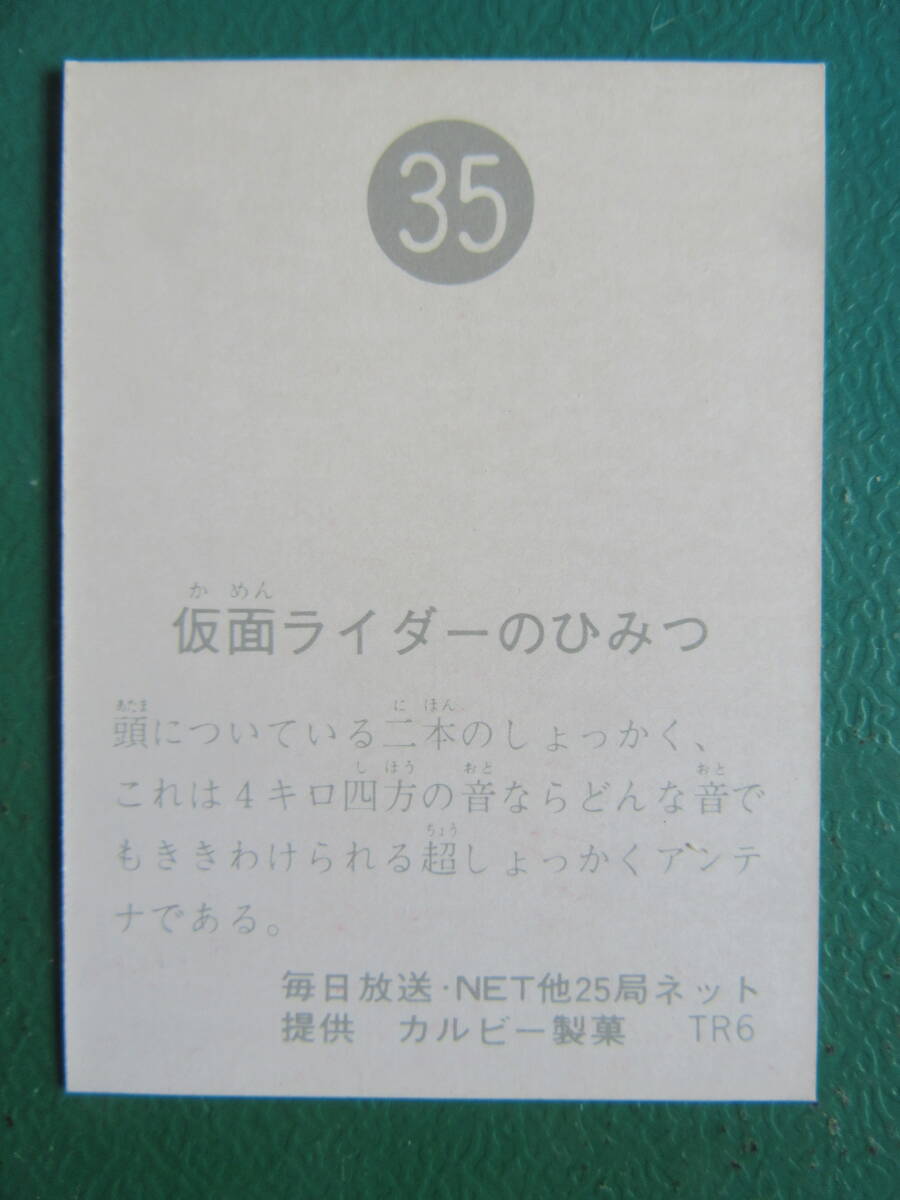 35
かめん
仮面ライダーのひみつ
あたま に ほん
頭についている二本のしょっかく、
し ほう おと おと
これは4キロ四方の音ならどんな音で
ちょう
もききわけられる超しょっかくアンテ
ナである。
毎日放送・NET他25局ネット
提供 カルビー製菓 TR6